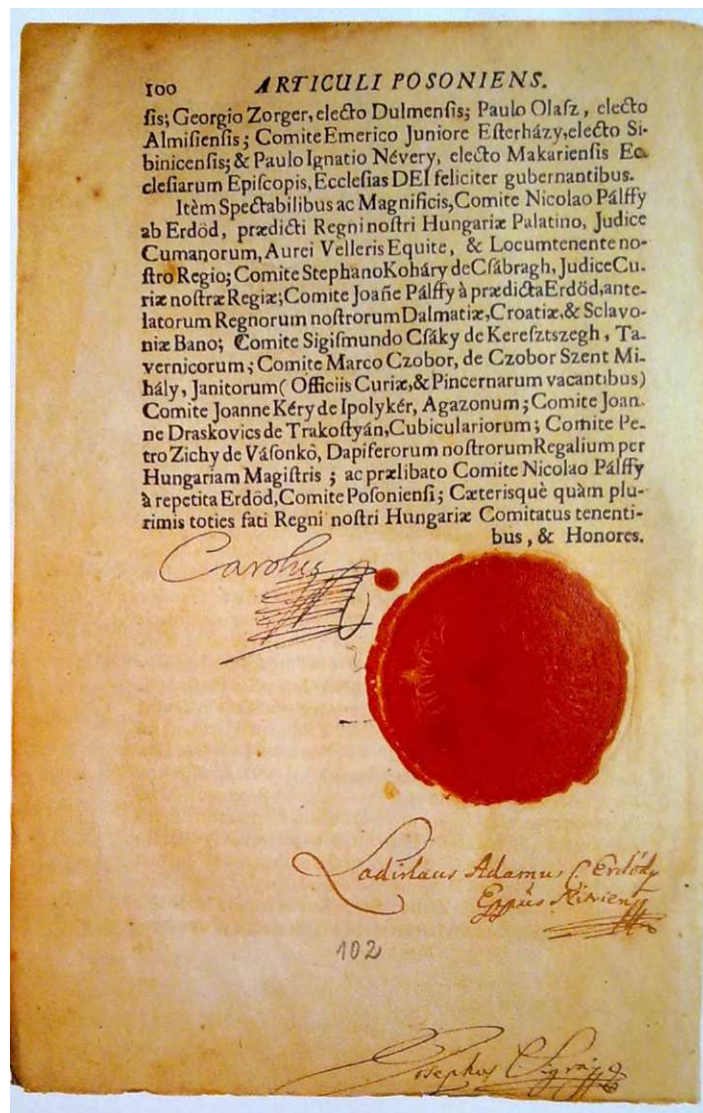 100 ARTICULI POSONIENS.
ſis; Georgio Zorger, electo Dulmenſis; Paulo Olaſz, electo
Almiſienſis; Comite Emerico Juniore Eſterházy, electo Si-
binicenſis; & Paulo Ignatio Névery, electo Makarienſis Ec-
cleſiarum Epiſcopis, Eccleſias DEI feliciter gubernantibus.
Itèm Spectabilibus ac Magnificis, Comite Nicolao Pálffy
ab Erdöd, prædicti Regni noſtri Hungariæ Palatino, Judice
Cumanorum, Aurei Velleris Equite, & Locumtenente no-
ſtro Regio; Comite Stephano Koháry de Cſábragh, Judice Cu-
riæ noſtræ Regiæ; Comite Joañe Pálffy à prædicta Erdöd, ante-
latorum Regnorum noſtrorum Dalmatiæ, Croatiæ, & Sclavo-
niæ Bano; Comite Sigiſmundo Cſáky de Kereſztszegh, Ta-
vernicorum; Comite Marco Czobor, de Czobor Szent Mi-
hály, Janitorum ( Officiis Curiæ, & Pincernarum vacantibus)
Comite Joanne Kéry de Ipolykér, Agazonum; Comite Joan-
ne Draskovics de Trakoſtyán, Cubiculariorum; Comite Pe-
tro Zichy de Váſonkò, Dapiferorum noſtrorum Regalium per
Hungariam Magiſtris; ac prælibato Comite Nicolao Pálffy
à repetita Erdöd, Comite Poſonienſi; Cæterisquè quàm plu-
rimis toties fati Regni noſtri Hungariæ Comitatus tenenti-
bus, & Honores.
Carolus
Ladislaus Adamus C. Erdődy
Eppūs Nitrien
102
Josephus